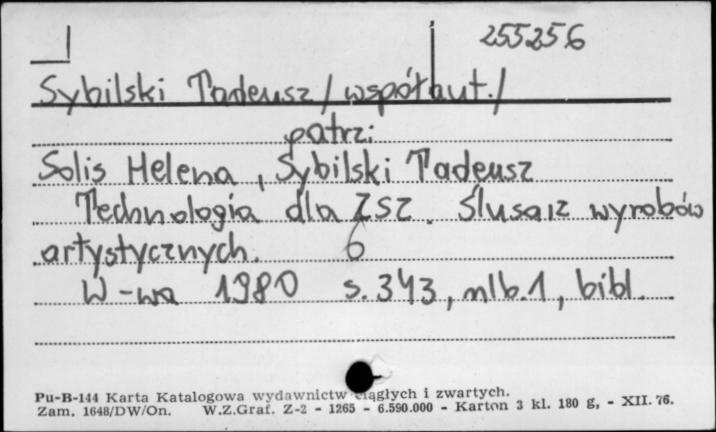 I 255256
Sybilski Tadeusz / współaut. /
patrz:
Solis Helena, Sybilski Tadeusz
Technologia dla ZSZ. Ślusarz wyrobów
artystycznych. 6
W-wa 1980 s. 343, nlb. 1, bibl.
Pu-B-144 Karta Katalogowa wydawnictw ciągłych i zwartych.
Zam. 1648/DW/On. W.Z.Graf. Z-2 - 1265 - 6.590.000 - Karton 3 kl. 180 g, - XII. 76.